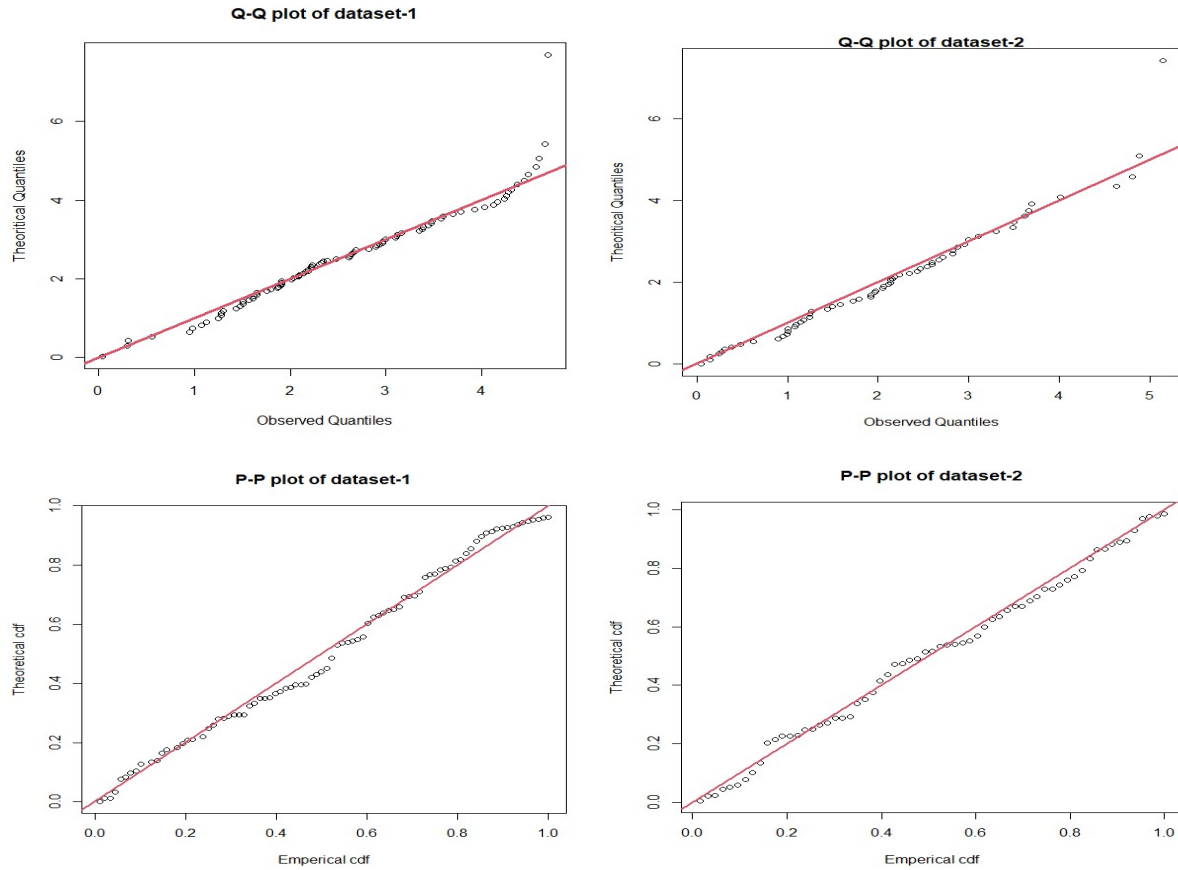 Q-Q plot of dataset-1
Theoritical Quantiles
0 2 4 6
0 1 2 3 4
Observed Quantiles
Q-Q plot of dataset-2
Theoritical Quantiles
0 2 4 6
0 1 2 3 4 5
Observed Quantiles
P-P plot of dataset-1
Theoretical cdf
0.0 0.2 0.4 0.6 0.8 1.0
0.0 0.2 0.4 0.6 0.8 1.0
Emperical cdf
P-P plot of dataset-2
Theoretical cdf
0.0 0.2 0.4 0.6 0.8 1.0
0.0 0.2 0.4 0.6 0.8 1.0
Emperical cdf